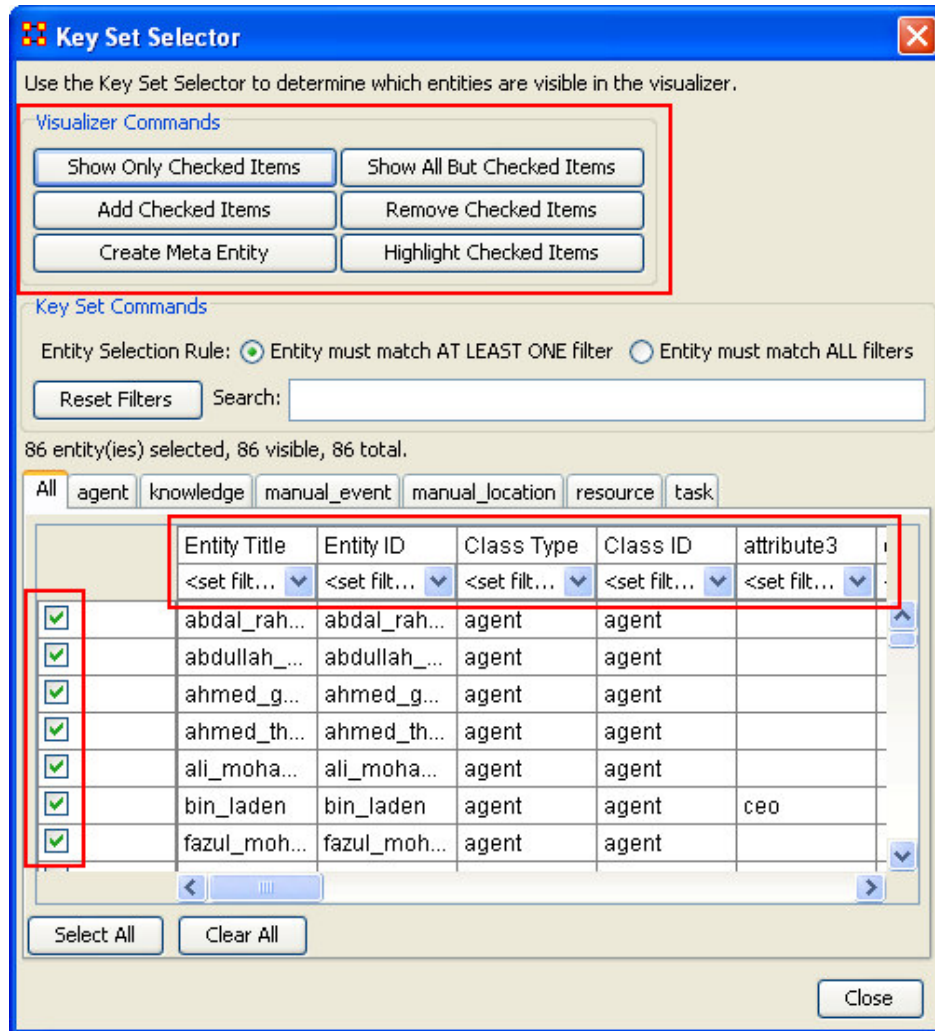 Key Set Selector
Use the Key Set Selector to determine which entities are visible in the visualizer.
Visualizer Commands
Show Only Checked Items Show All But Checked Items
Add Checked Items Remove Checked Items
Create Meta Entity Highlight Checked Items
Key Set Commands
Entity Selection Rule: Entity must match AT LEAST ONE filter Entity must match ALL filters
Reset Filters Search:
86 entity(ies) selected, 86 visible, 86 total.
All agent knowledge manual_event manual_location resource task
Entity Title Entity ID Class Type Class ID attribute3
<set filt... <set filt... <set filt... <set filt... <set filt...
abdal_rah... abdal_rah... agent agent
abdullah_... abdullah_... agent agent
ahmed_g... ahmed_g... agent agent
ahmed_th... ahmed_th... agent agent
ali_moha... ali_moha... agent agent
bin_laden bin_laden agent agent ceo
fazul_moh... fazul_moh... agent agent
Select All Clear All
Close